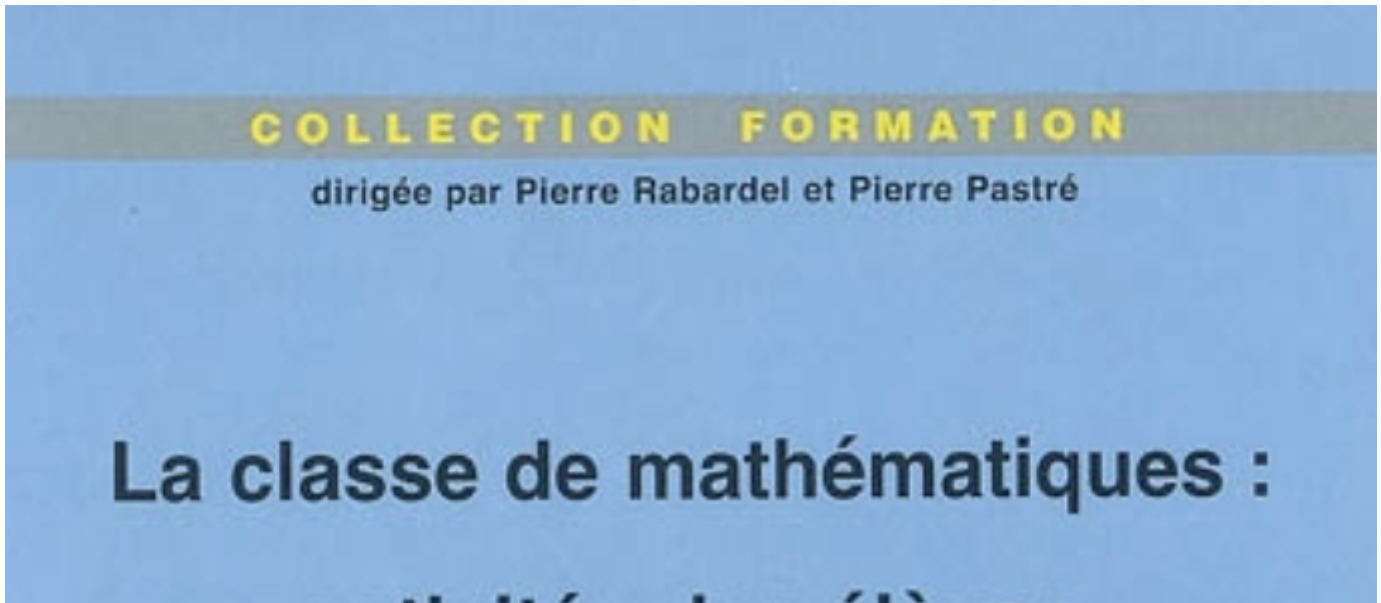 COLLECTION FORMATION
dirigée par Pierre Rabardel et Pierre Pastré
La classe de mathématiques :